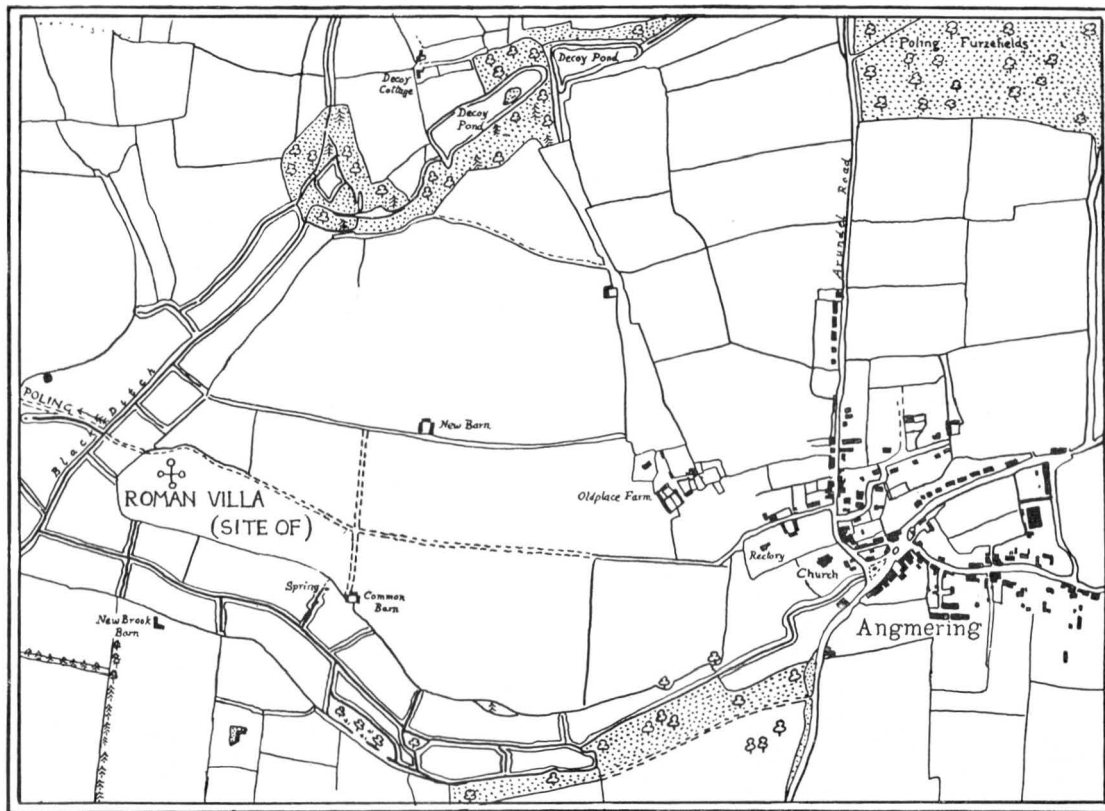 Poling Furzefields
Decoy Pond
Decoy
Cottage
Decoy
Pond
Arundel Road
POLING
Black Ditch
New Barn
ROMAN VILLA
(SITE OF)
Oldplace Farm
Rectory
Church
Spring
Common
Barn
New Brook
Barn
Angmering